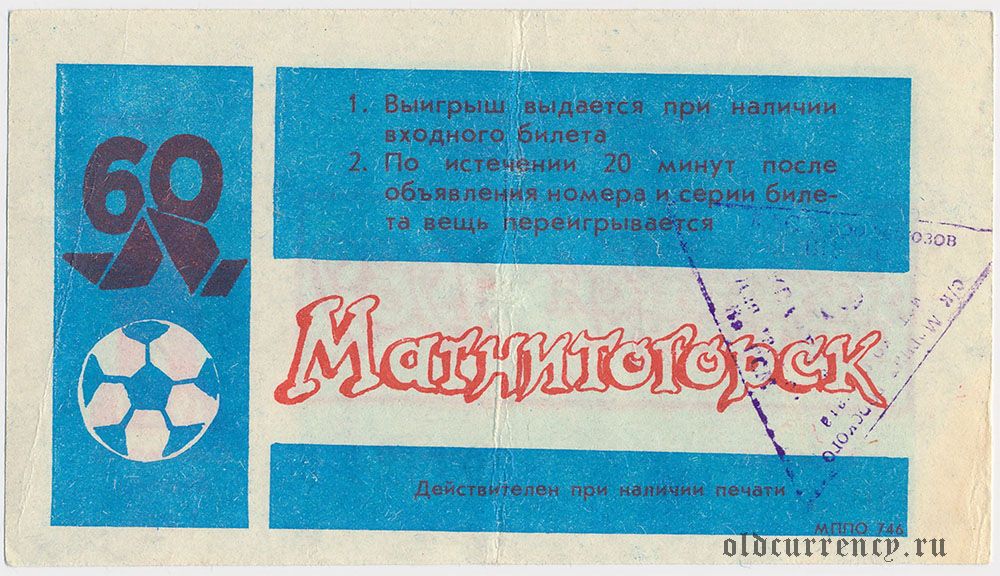 60
1. Выигрыш выдается при наличии
входного билета
2. По истечении 20 минут после
объявления номера и серии биле-
та вещь переигрывается
Магнитогорск
Действителен при наличии печати
МППО 746
oldcurrency.ru